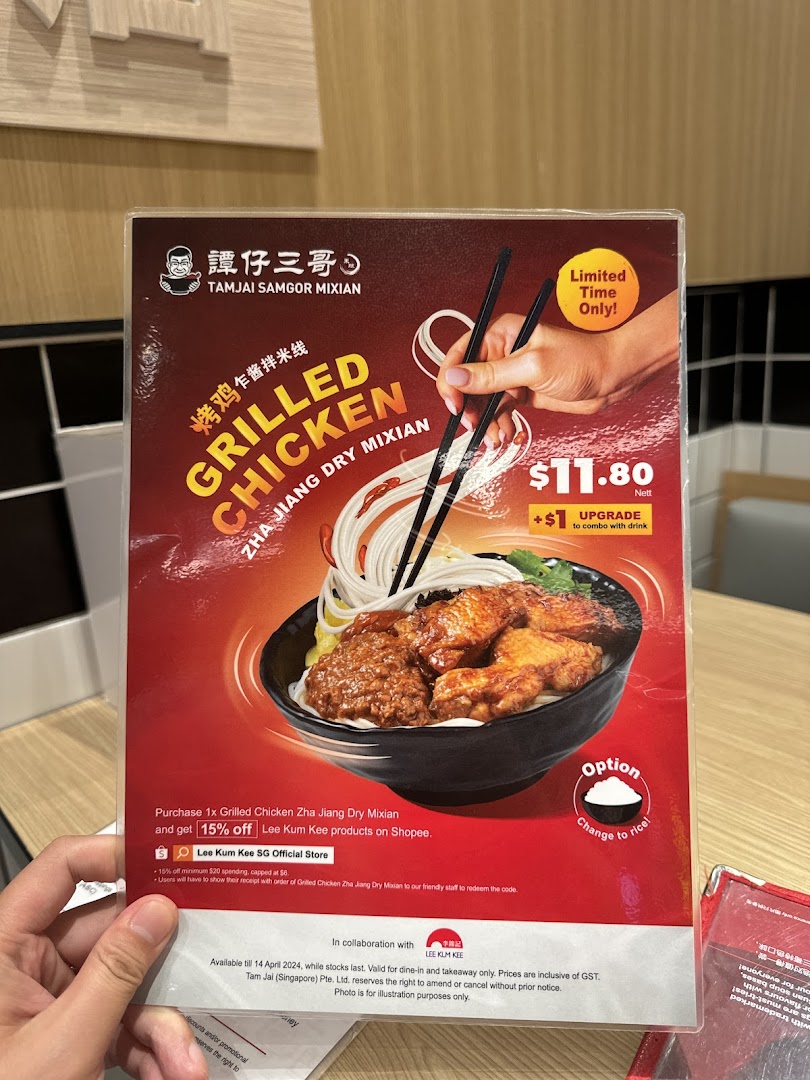 譚仔三哥
TAMJAI SAMGOR MIXIAN
Limited
Time
Only!
烤鸡乍酱拌米线
GRILLED
CHICKEN
ZHA JIANG DRY MIXIAN
$11.80
Nett
+$1 UPGRADE
to combo with drink
Option
Change to rice!
Purchase 1x Grilled Chicken Zha Jiang Dry Mixian
and get 15% off Lee Kum Kee products on Shopee.
Lee Kum Kee SG Official Store
• 15% off minimum $20 spending, capped at $6.
• Users will have to show their receipt with order of Grilled Chicken Zha Jiang Dry Mixian to our friendly staff to redeem the code.
In collaboration with
李錦記
LEE KUM KEE
Available till 14 April 2024, while stocks last. Valid for dine-in and takeaway only. Prices are inclusive of GST.
Tam Jai (Singapore) Pte. Ltd. reserves the right to amend or cancel without prior notice.
Photo is for illustration purposes only.